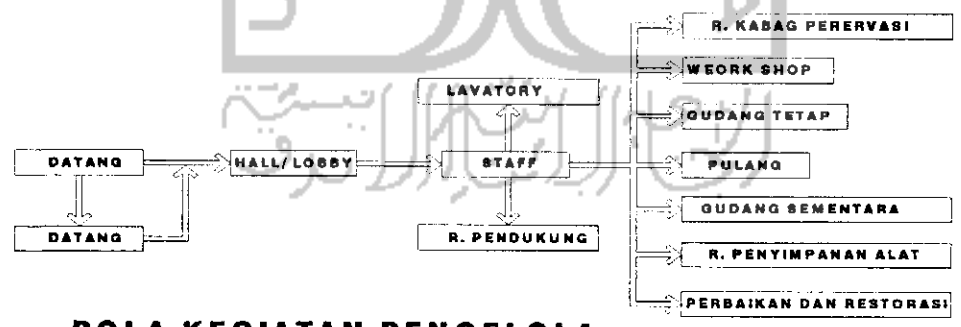 R. KABAG PERERVASI
WEORK SHOP
LAVATORY
GUDANG TETAP
DATANG
HALL/LOBBY
STAFF
PULANG
GUDANG SEMENTARA
DATANG
R. PENDUKUNG
R. PENYIMPANAN ALAT
PERBAIKAN DAN RESTORASI
POLA KEGIATAN PENGELOLA